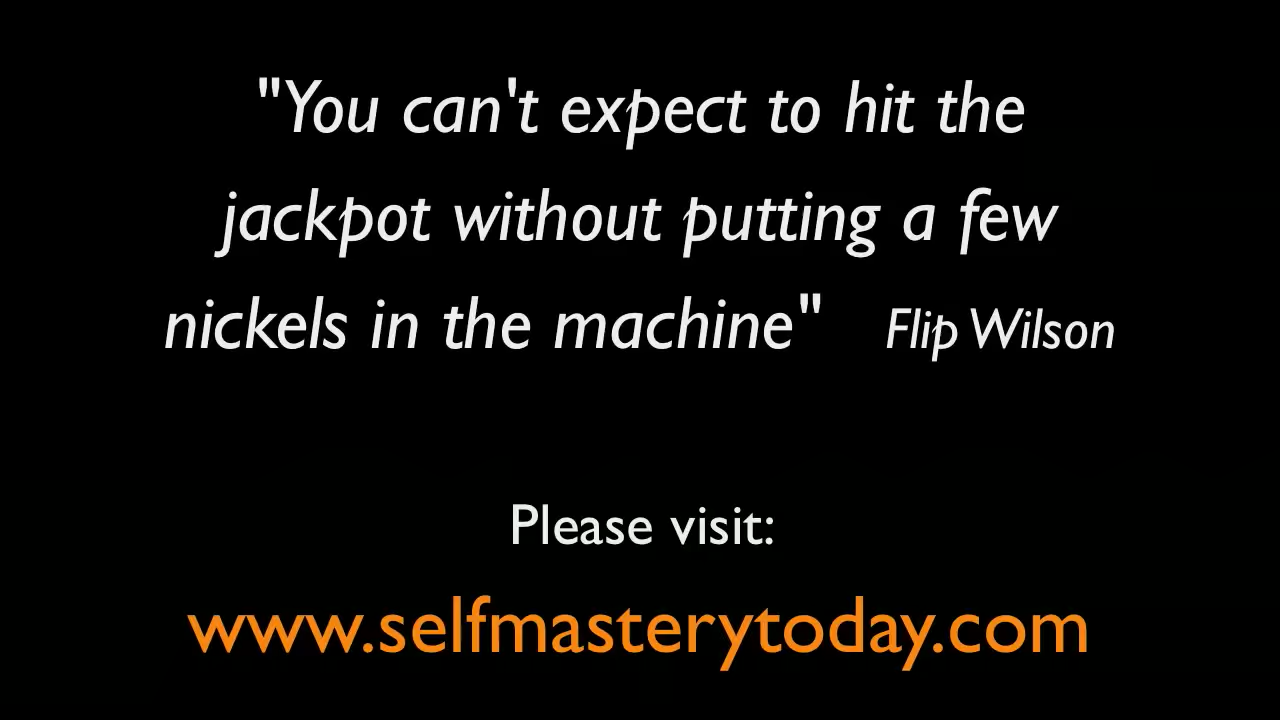 "You can't expect to hit the
jackpot without putting a few
nickels in the machine" Flip Wilson
Please visit:
www.selfmasterytoday.com